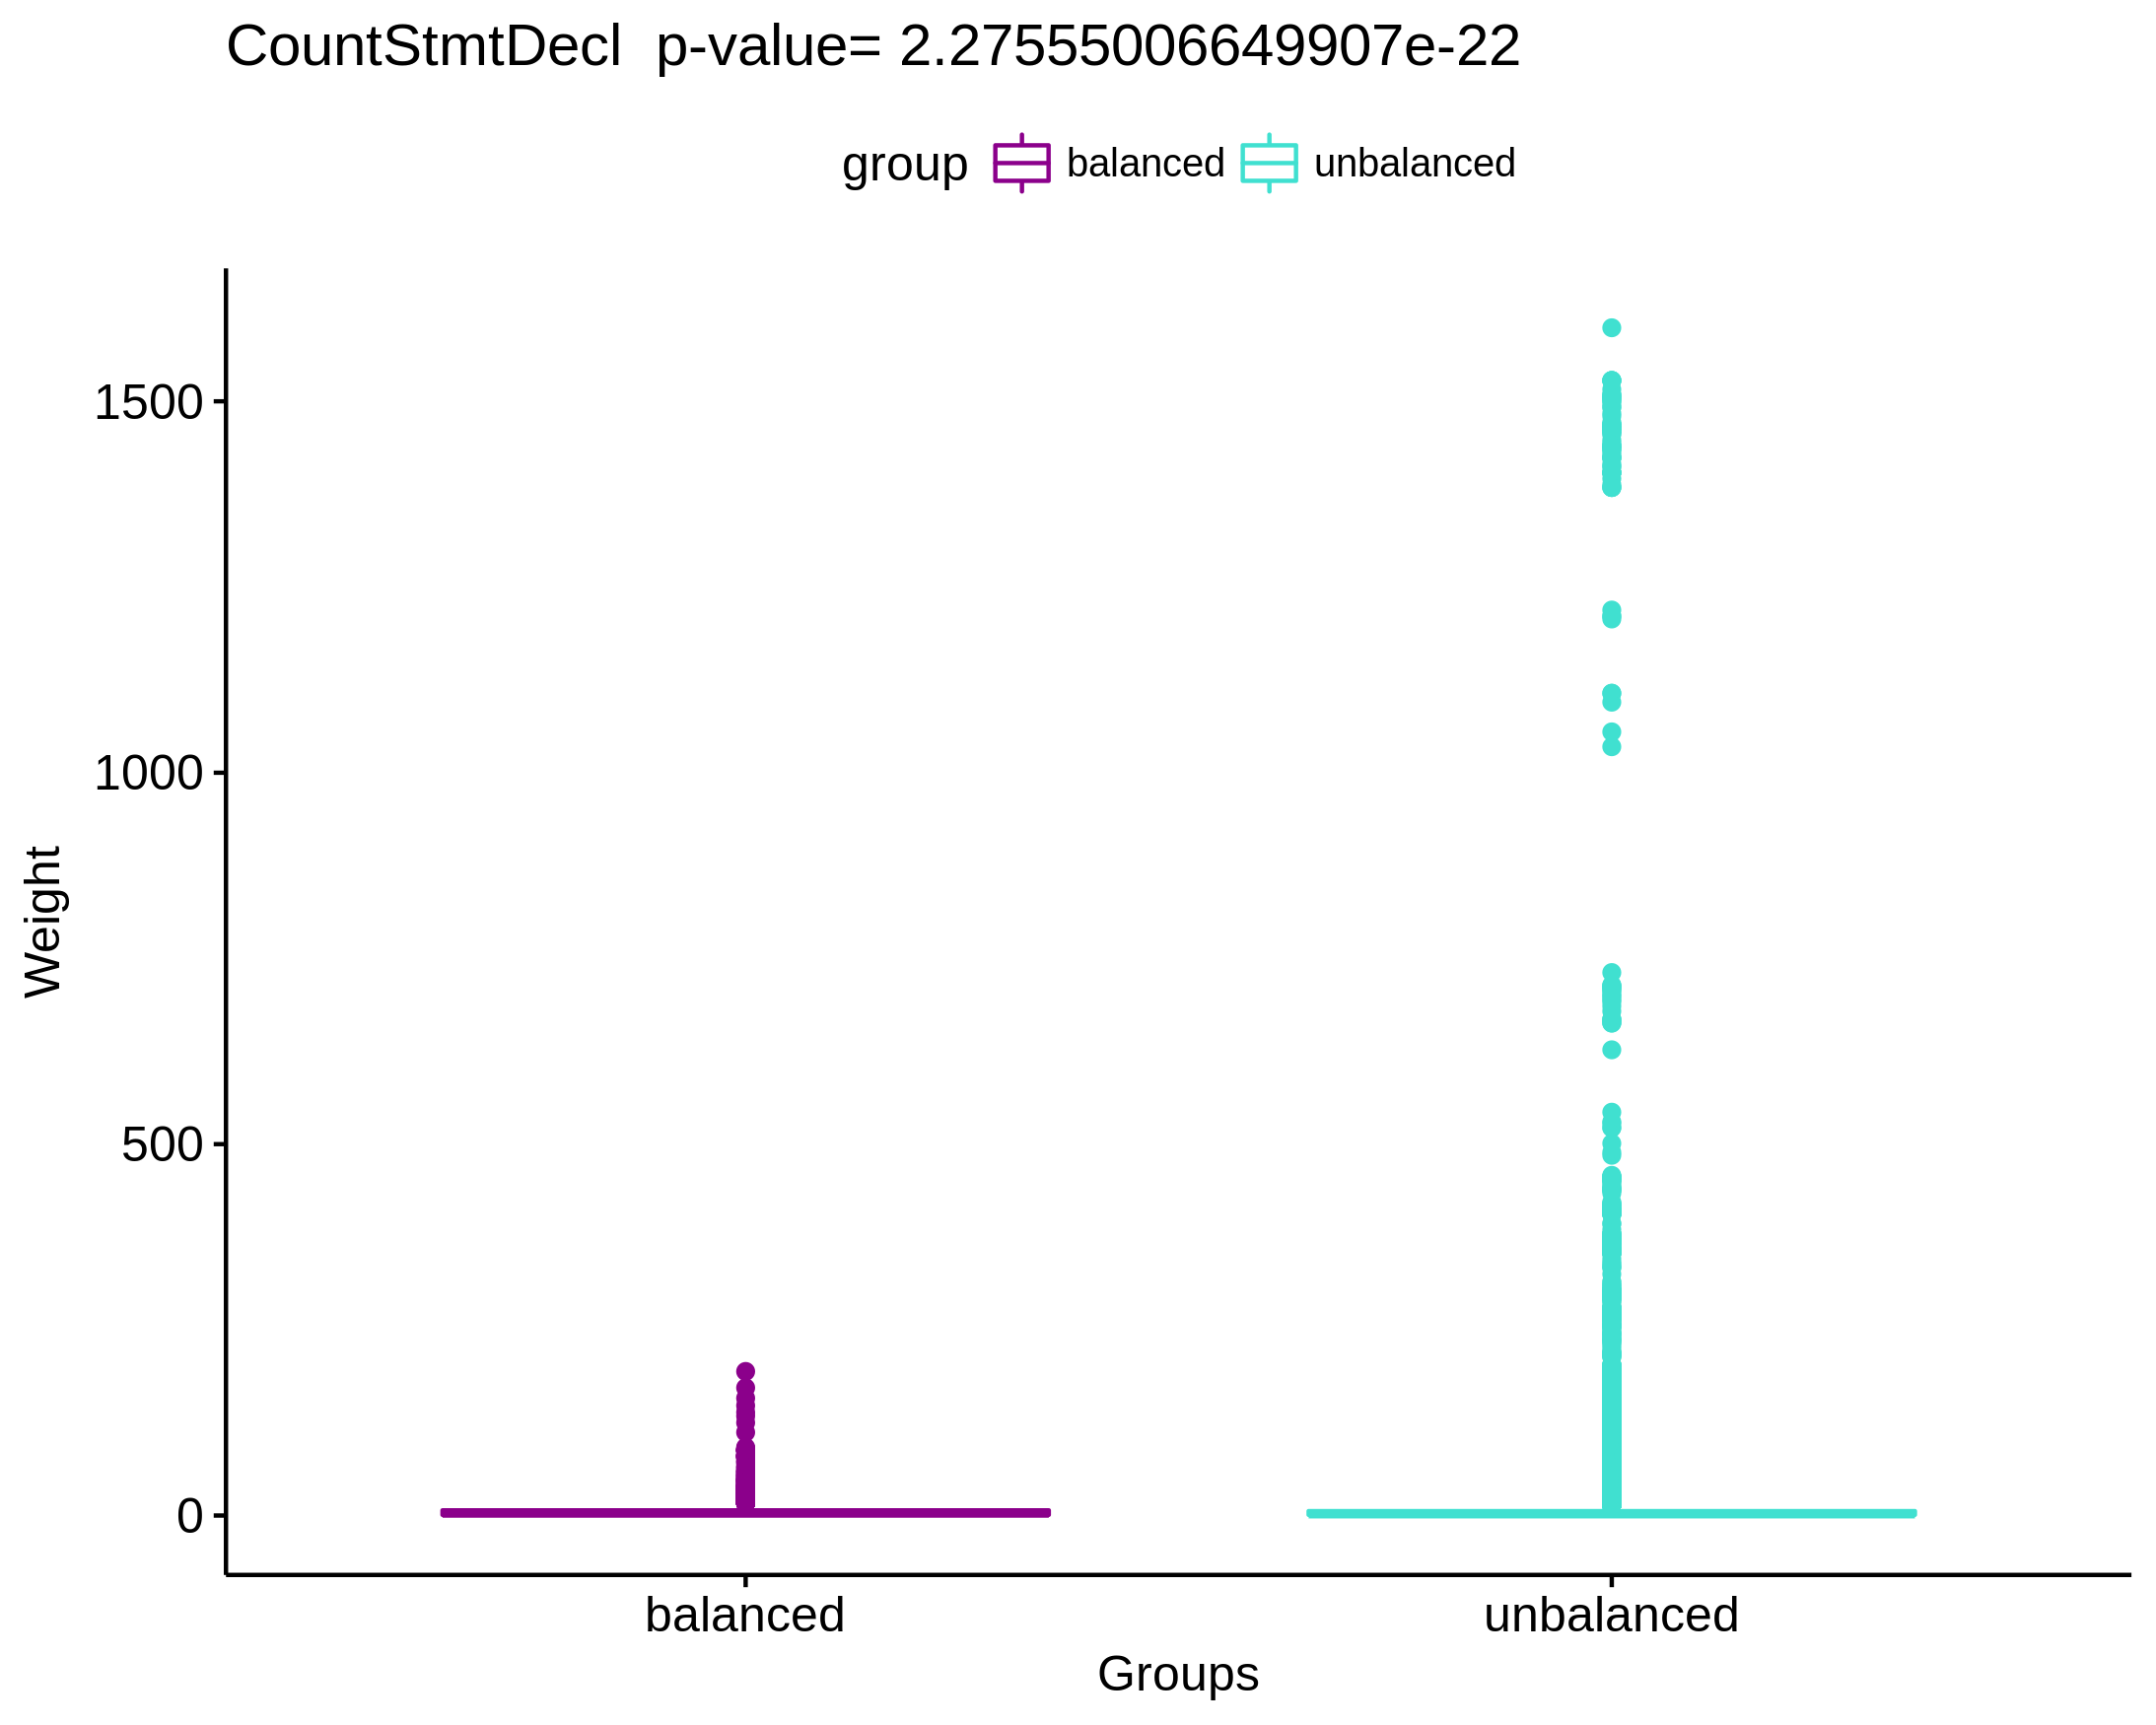 CountStmtDecl  p-value= 2.27555006649907e-22
group balanced unbalanced
1500
1000
500
0
Weight
balanced unbalanced
Groups